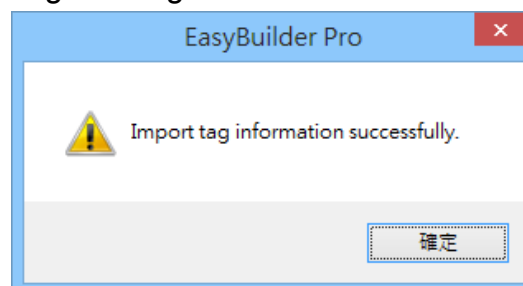 EasyBuilder Pro
Import tag information successfully.
確定